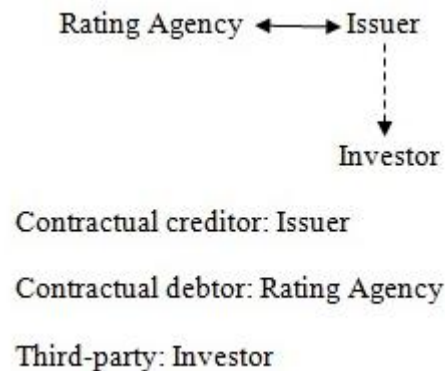 Rating Agency Issuer
Investor
Contractual creditor: Issuer
Contractual debtor: Rating Agency
Third-party: Investor